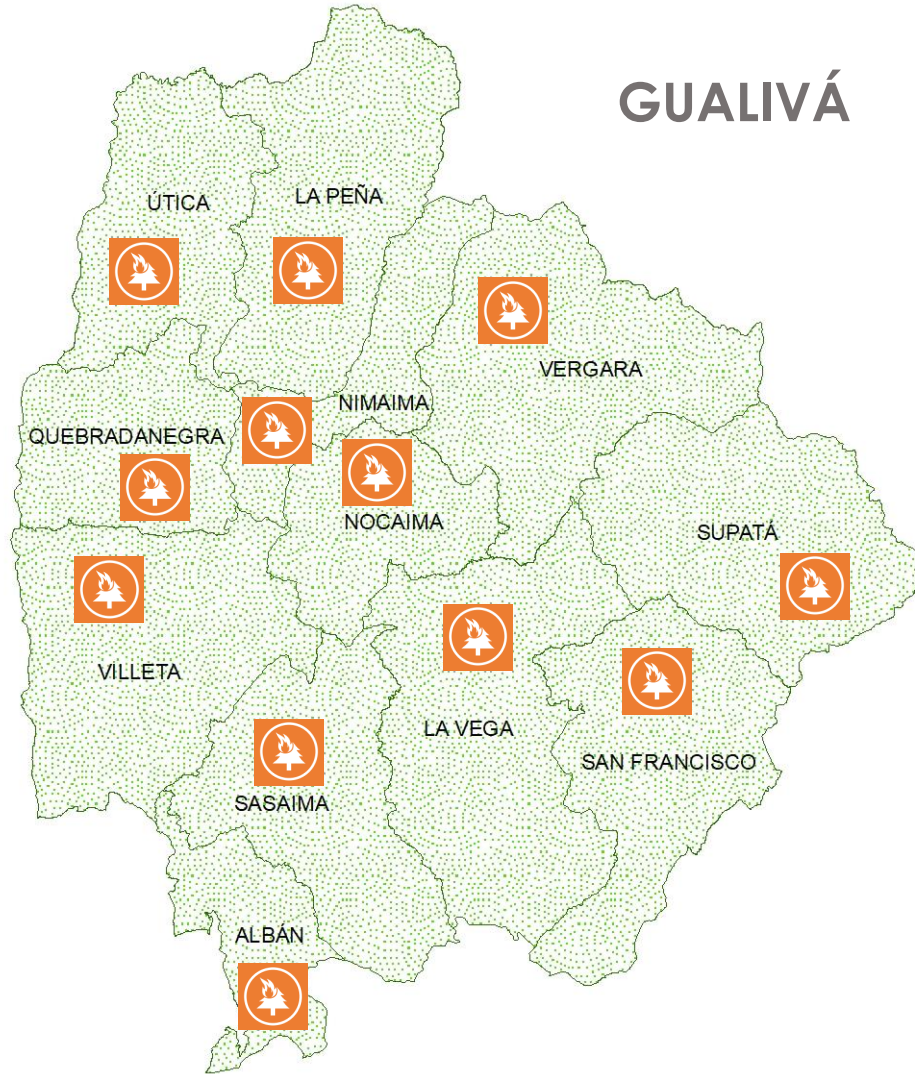 GUALIVÁ
ÚTICA
LA PEÑA
VERGARA
NIMAIMA
QUEBRADANEGRA
NOCAIMA
SUPATÁ
VILLETA
LA VEGA
SAN FRANCISCO
SASAIMA
ALBÁN